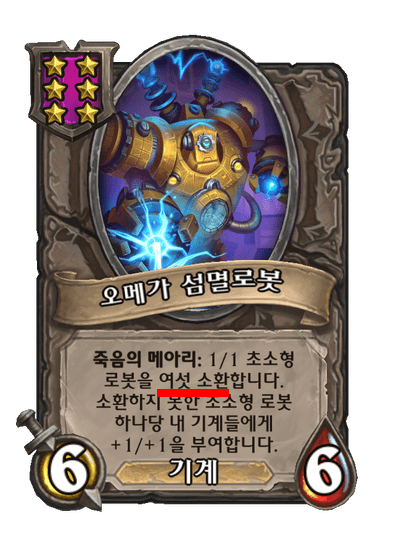 오메가 섬멸로봇
죽음의 메아리: 1/1 초소형
로봇을 여섯 소환합니다.
소환하지 못한 초소형 로봇
하나당 내 기계들에게
+1/+1을 부여합니다.
6 기계 6